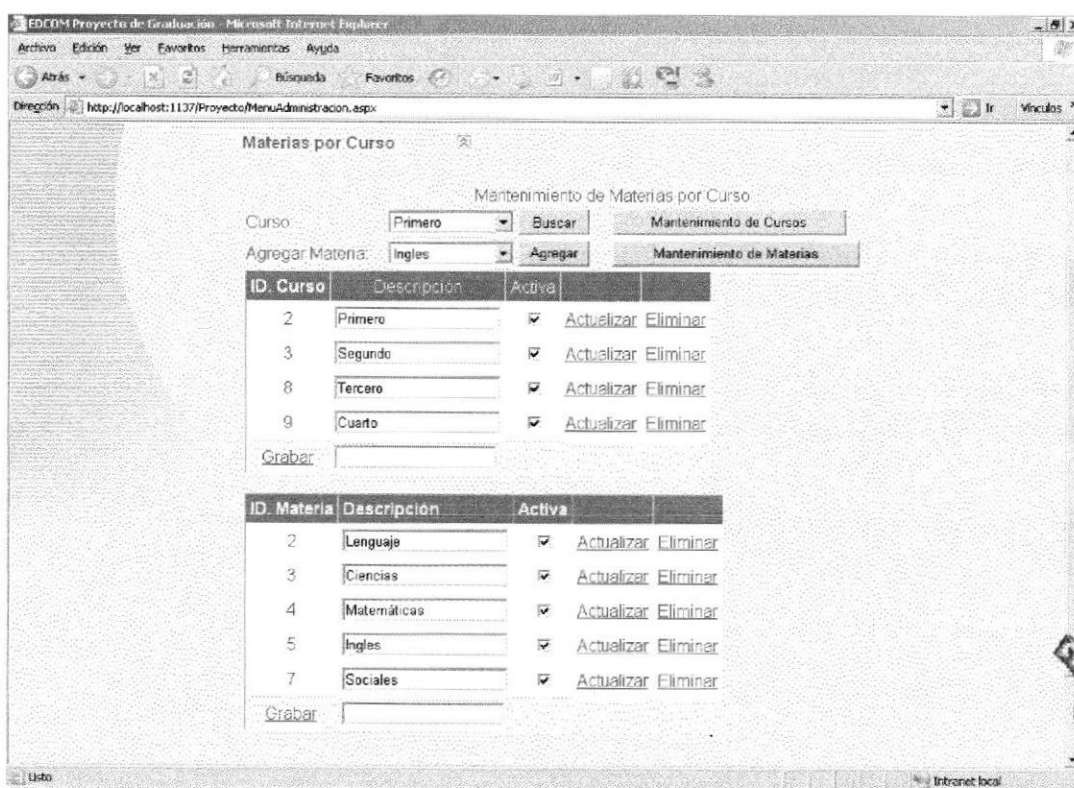 EDCOM Proyecto de Graduación - Microsoft Internet Explorer
Archivo Edición Ver Favoritos Herramientas Ayuda
Atrás Búsqueda Favoritos
Dirección http://localhost:1137/Proyecto/MenuAdministracion.aspx Ir Vínculos
Materias por Curso
Mantenimiento de Materias por Curso
Curso Primero Buscar Mantenimiento de Cursos
Agregar Materia: Ingles Agregar Mantenimiento de Materias
ID. Curso Descripción Activa
2 Primero Actualizar Eliminar
3 Segundo Actualizar Eliminar
8 Tercero Actualizar Eliminar
9 Cuarto Actualizar Eliminar
Grabar
ID. Materia Descripción Activa
2 Lenguaje Actualizar Eliminar
3 Ciencias Actualizar Eliminar
4 Matemáticas Actualizar Eliminar
5 Ingles Actualizar Eliminar
7 Sociales Actualizar Eliminar
Grabar
Listo Intranet local